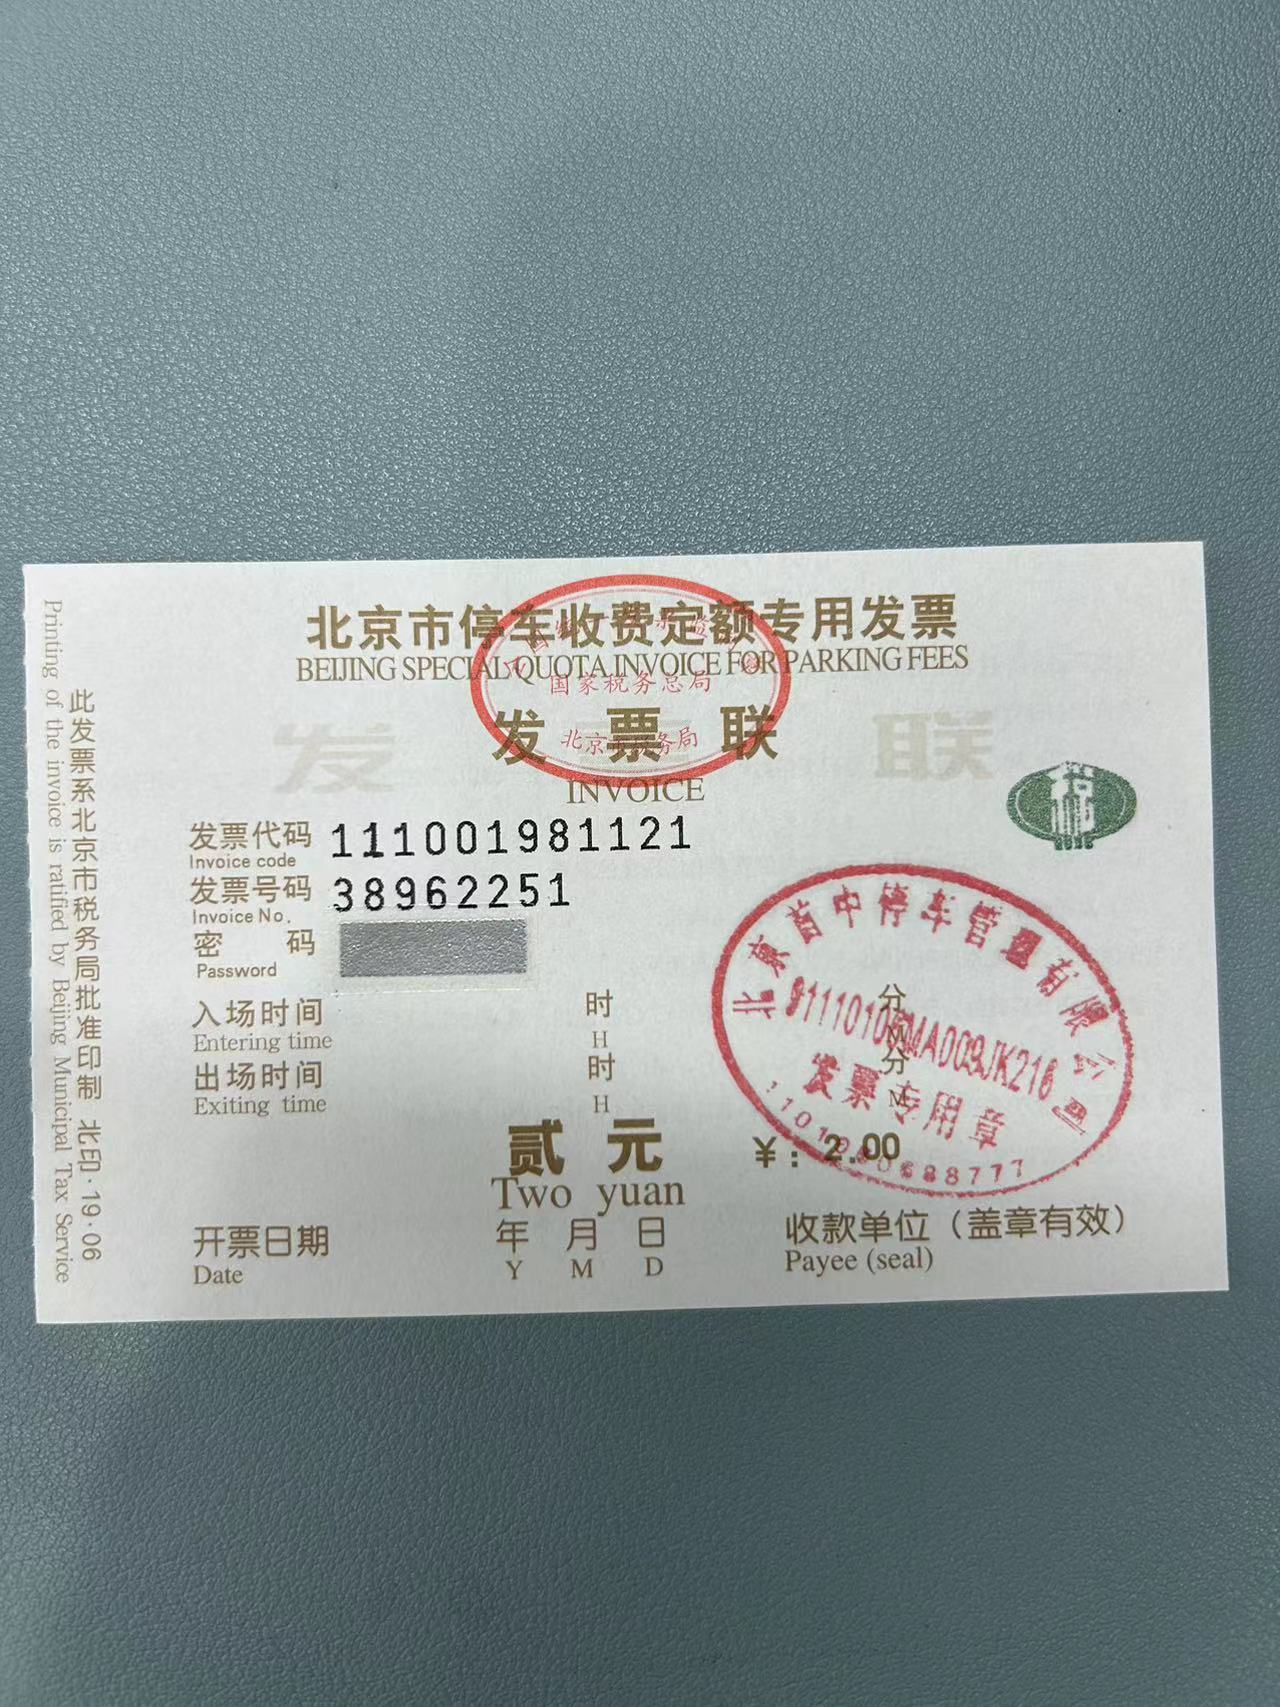 北京市停车收费定额专用发票
BEIJING SPECIAL QUOTA INVOICE FOR PARKING FEES
国家税务总局
北京市税务局
发票联
发 联
INVOICE
税
发票代码 111001981121
Invoice code
发票号码 38962251
Invoice No.
密 码
Password
入场时间 时 分
Entering time H M
出场时间 时 分
Exiting time H M
贰元 ¥：2.00
Two yuan
开票日期 年 月 日
Date Y M D
收款单位（盖章有效）
Payee (seal)
北京首中停车管理有限公司
91110105MA009JK216
发票专用章
此发票系北京市税务局批准印制 北印·19·06
Printing of the invoice is ratified by Beijing Municipal Tax Service